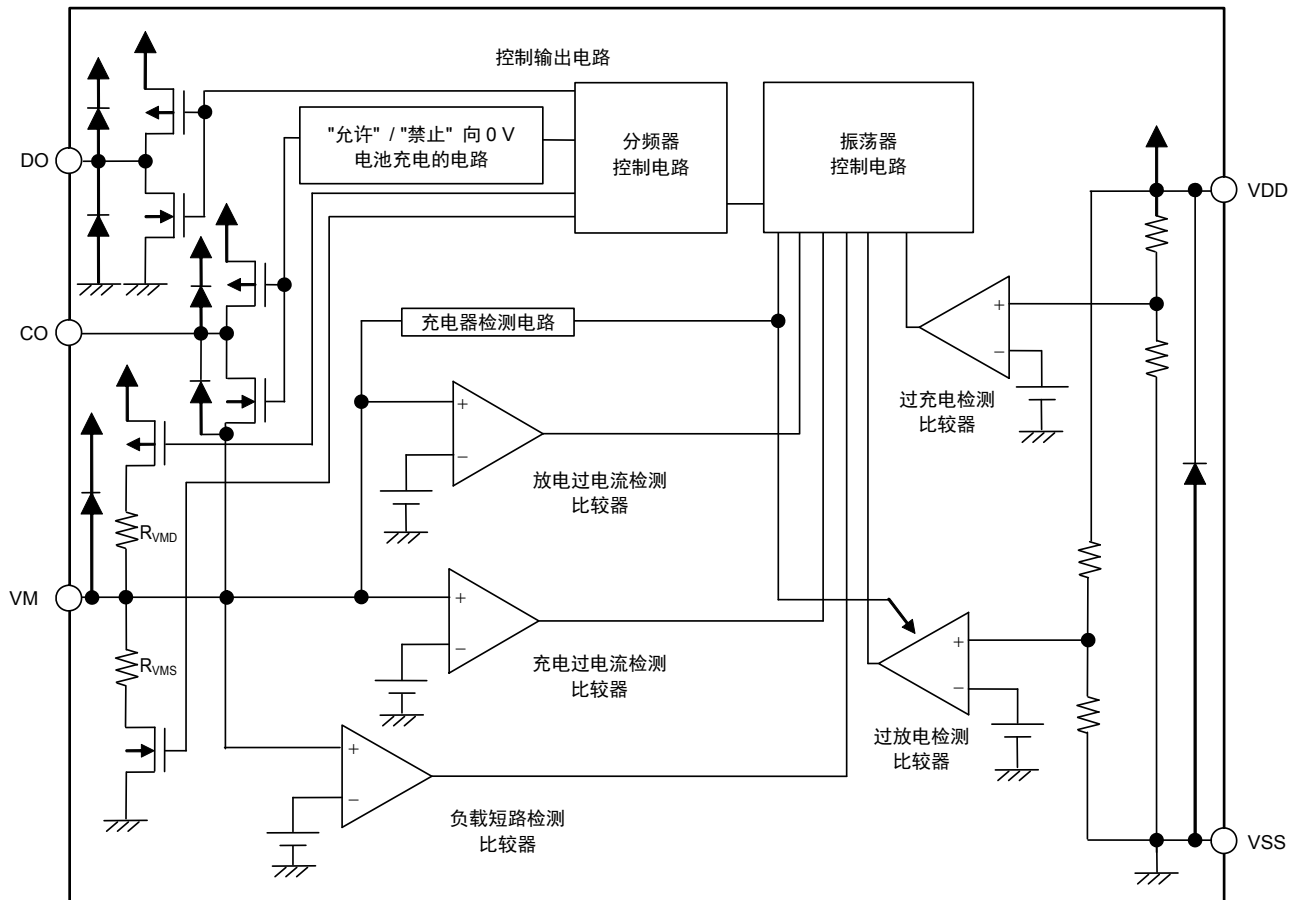 控制输出电路
"允许" / "禁止" 向 0 V
电池充电的电路
分频器
控制电路
振荡器
控制电路
DO
VDD
CO
充电器检测电路
+
−
过充电检测
比较器
+
−
放电过电流检测
比较器
RVMD
VM
+
−
充电过电流检测
比较器
RVMS
+
−
过放电检测
比较器
+
−
负载短路检测
比较器
VSS